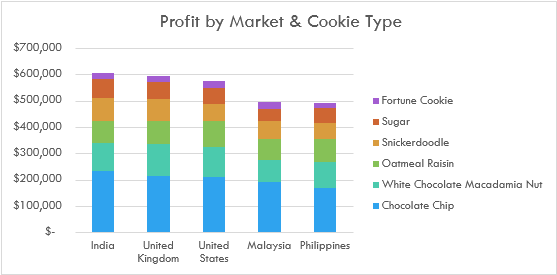 Profit by Market & Cookie Type
$700,000
$600,000
$500,000
$400,000
$300,000
$200,000
$100,000
$-
India
United
Kingdom
United
States
Malaysia
Philippines
Fortune Cookie
Sugar
Snickerdoodle
Oatmeal Raisin
White Chocolate Macadamia Nut
Chocolate Chip